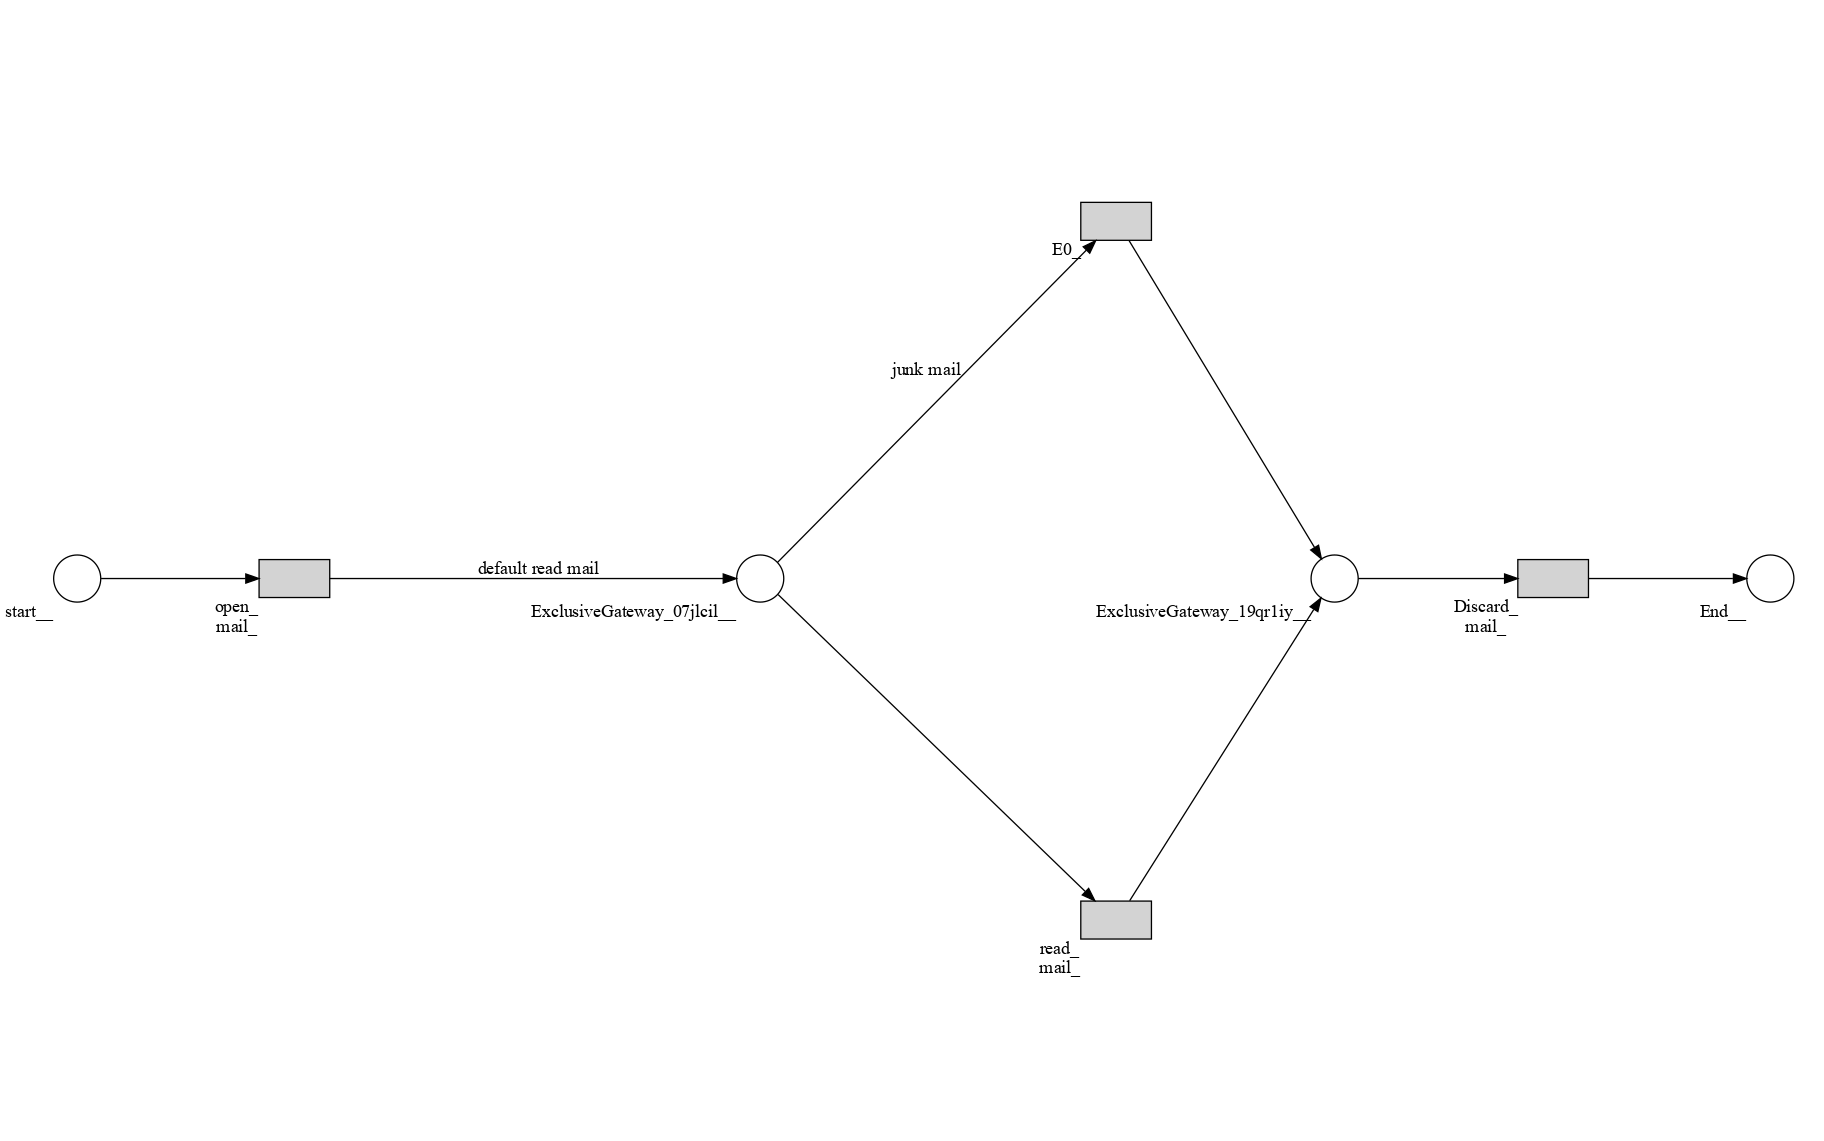 E0_
junk mail
default read mail
start__
open_
mail_
ExclusiveGateway_07jlcil__
ExclusiveGateway_19qr1iy__
Discard_
mail_
End__
read_
mail_